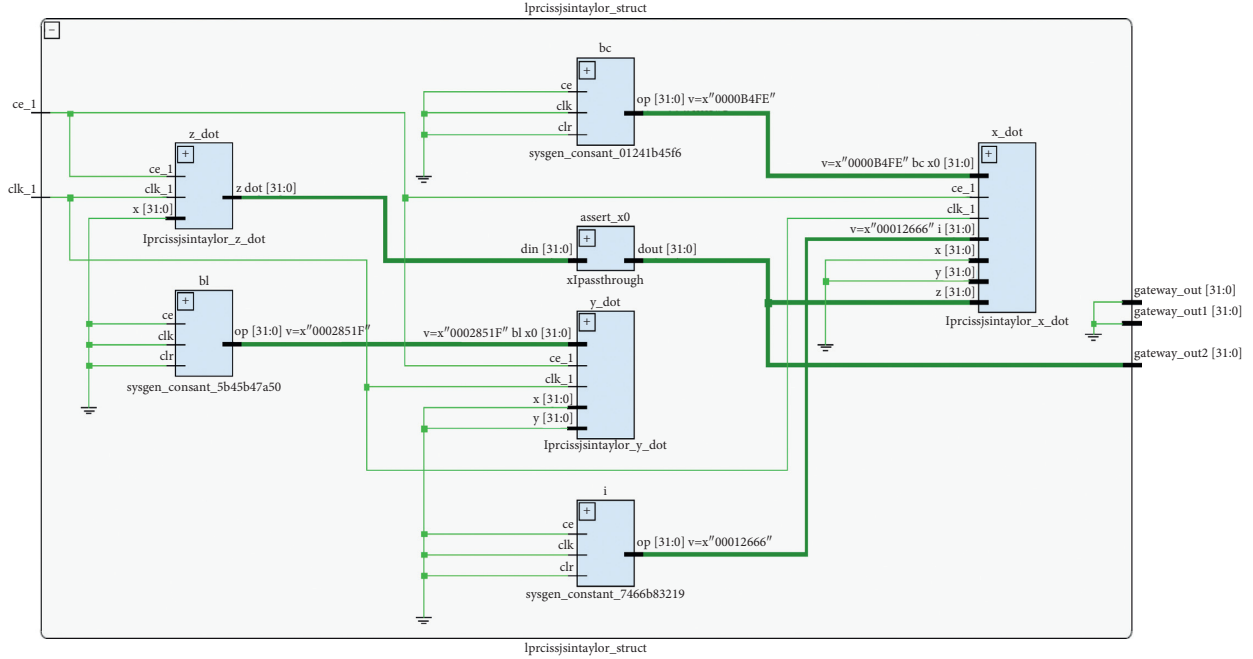 lprcissjsintaylor_struct
bc
ce
clk
clr
op [31:0] v=x"0000B4FE"
sysgen_consant_01241b45f6
ce_1
clk_1
z_dot
ce_1
clk_1
x [31:0]
z dot [31:0]
Iprcissjsintaylor_z_dot
x_dot
v=x"0000B4FE" bc x0 [31:0]
ce_1
clk_1
v=x"00012666" i [31:0]
x [31:0]
y [31:0]
z [31:0]
Iprcissjsintaylor_x_dot
assert_x0
din [31:0]
dout [31:0]
xIpassthrough
bl
ce
clk
clr
op [31:0] v=x"0002851F"
sysgen_consant_5b45b47a50
y_dot
v=x"0002851F" bl x0 [31:0]
ce_1
clk_1
x [31:0]
y [31:0]
Iprcissjsintaylor_y_dot
gateway_out [31:0]
gateway_out1 [31:0]
gateway_out2 [31:0]
i
ce
clk
clr
op [31:0] v=x"00012666"
sysgen_constant_7466b83219
lprcissjsintaylor_struct